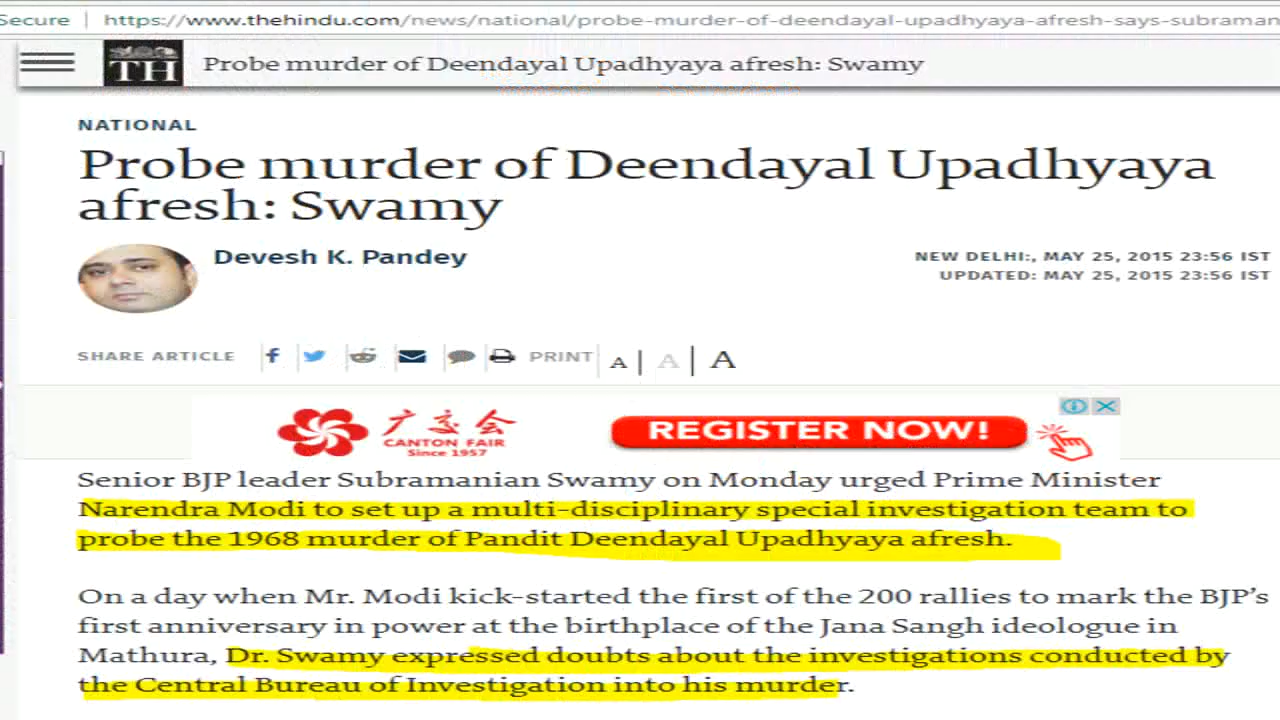 Secure | https://www.thehindu.com/news/national/probe-murder-of-deendayal-upadhyaya-afresh-says-subraman
TH Probe murder of Deendayal Upadhyaya afresh: Swamy
NATIONAL
Probe murder of Deendayal Upadhyaya
afresh: Swamy
Devesh K. Pandey
NEW DELHI:, MAY 25, 2015 23:56 IST
UPDATED: MAY 25, 2015 23:56 IST
SHARE ARTICLE PRINT A | A | A
广交会
CANTON FAIR
Since 1957
REGISTER NOW!
Senior BJP leader Subramanian Swamy on Monday urged Prime Minister
Narendra Modi to set up a multi-disciplinary special investigation team to
probe the 1968 murder of Pandit Deendayal Upadhyaya afresh.
On a day when Mr. Modi kick-started the first of the 200 rallies to mark the BJP’s
first anniversary in power at the birthplace of the Jana Sangh ideologue in
Mathura, Dr. Swamy expressed doubts about the investigations conducted by
the Central Bureau of Investigation into his murder.